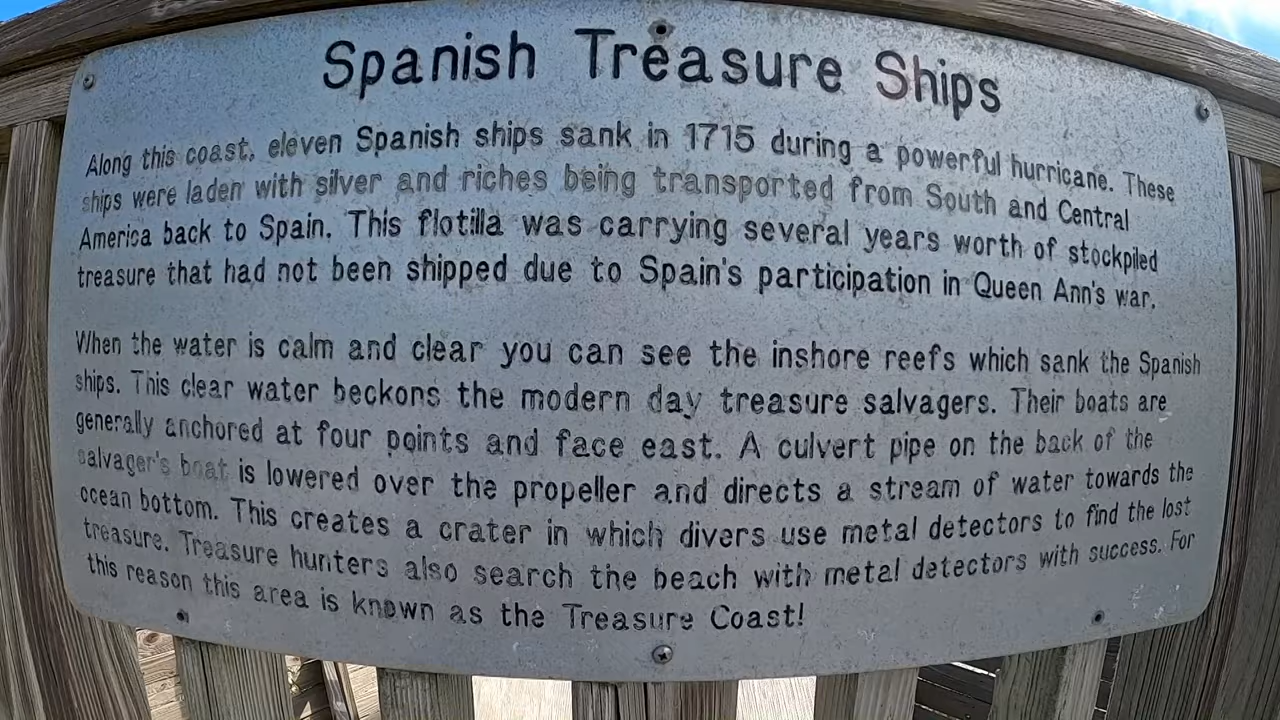 Spanish Treasure Ships
Along this coast, eleven Spanish ships sank in 1715 during a powerful hurricane. These
ships were laden with silver and riches being transported from South and Central
America back to Spain. This flotilla was carrying several years worth of stockpiled
treasure that had not been shipped due to Spain's participation in Queen Ann's war.
When the water is calm and clear you can see the inshore reefs which sank the Spanish
ships. This clear water beckons the modern day treasure salvagers. Their boats are
generally anchored at four points and face east. A culvert pipe on the back of the
salvager's boat is lowered over the propeller and directs a stream of water towards the
ocean bottom. This creates a crater in which divers use metal detectors to find the lost
treasure. Treasure hunters also search the beach with metal detectors with success. For
this reason this area is known as the Treasure Coast!